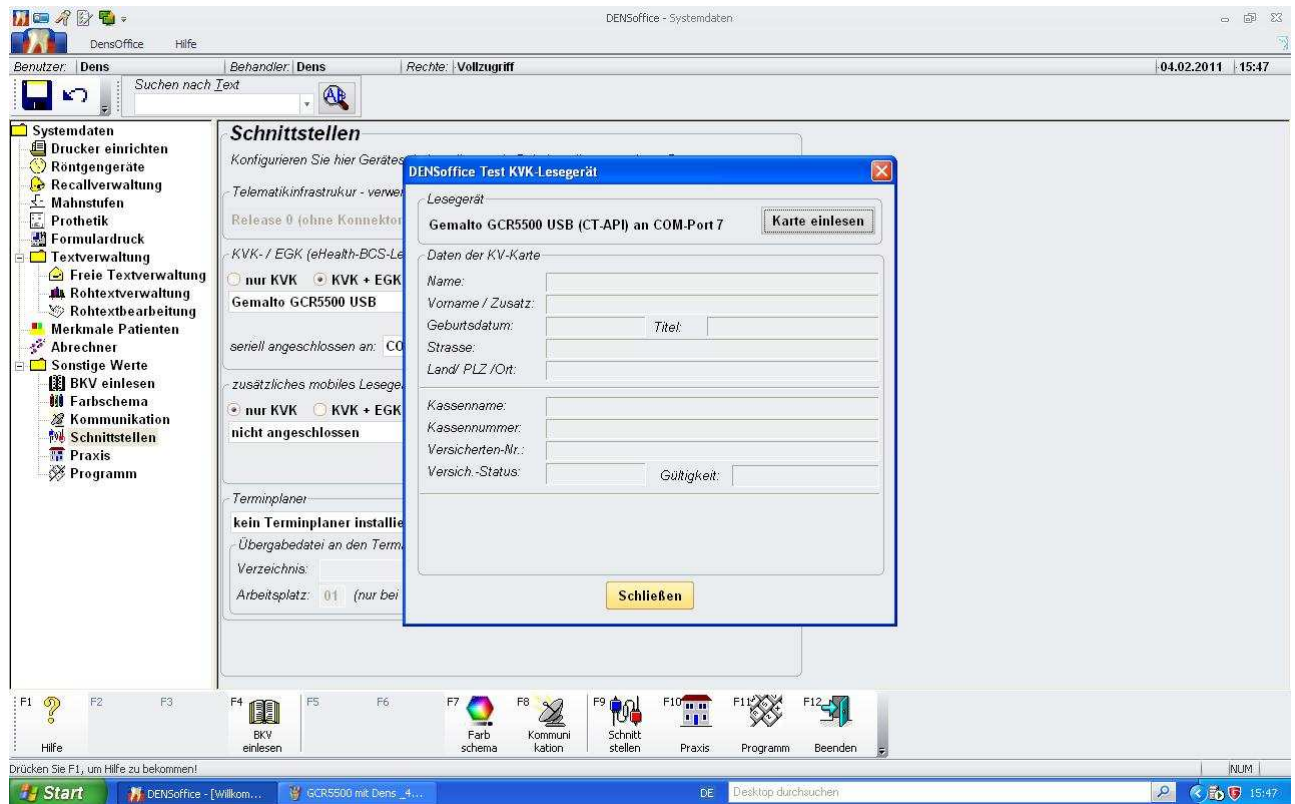 DENSoffice - Systemdaten
DensOffice Hilfe
Benutzer: Dens Behandler: Dens Rechte: Vollzugriff 04.02.2011 15:47
Suchen nach Text
Systemdaten
Drucker einrichten
Röntgengeräte
Recallverwaltung
Mahnstufen
Prothetik
Formulardruck
Textverwaltung
Freie Textverwaltung
Rohtextverwaltung
Rohtextbearbeitung
Merkmale Patienten
Abrechner
Sonstige Werte
BKV einlesen
Farbschema
Kommunikation
Schnittstellen
Praxis
Programm
Schnittstellen
Konfigurieren Sie hier Gerätes
Telematikinfrastrukur - verwer
Release 0 (ohne Konnektor
KVK- / EGK (eHealth-BCS-Le
nur KVK KVK + EGK
Gemalto GCR5500 USB
seriell angeschlossen an: CO
zusätzliches mobiles Lesege
nur KVK KVK + EGK
nicht angeschlossen
Terminplaner
kein Terminplaner installie
Übergabedatei an den Term
Verzeichnis:
Arbeitsplatz: 01 (nur bei
DENSoffice Test KVK-Lesegerät
Lesegerät
Gemalto GCR5500 USB (CT-API) an COM-Port 7 Karte einlesen
Daten der KV-Karte
Name:
Vorname / Zusatz:
Geburtsdatum: Titel:
Strasse:
Land/ PLZ /Ort:
Kassenname:
Kassennummer:
Versicherten-Nr.:
Versich.-Status: Gültigkeit:
Schließen
F1 F2 F3 F4 F5 F6 F7 F8 F9 F10 F11 F12
Hilfe BKV einlesen Farb schema Kommuni kation Schnitt stellen Praxis Programm Beenden
Drücken Sie F1, um Hilfe zu bekommen! NUM
Start DENSoffice - [Willkom... GCR5500 mit Dens _4... DE Desktop durchsuchen 15:47